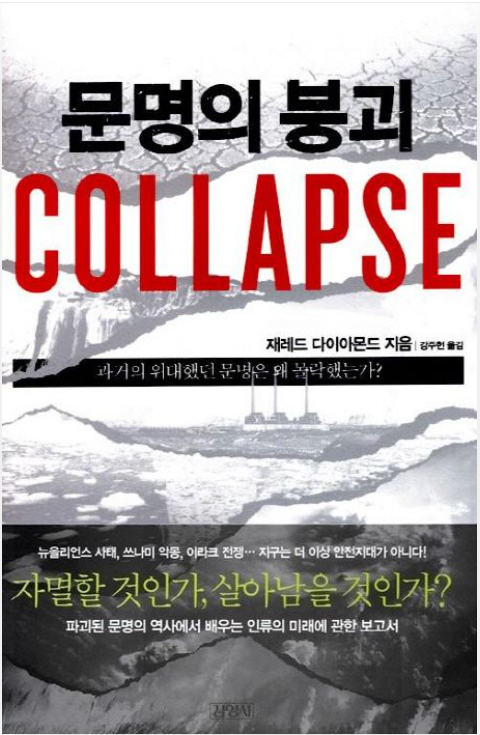 문명의 붕괴
COLLAPSE
재레드 다이아몬드 지음 | 강주헌 옮김
과거의 위대했던 문명은 왜 몰락했는가?
뉴올리언스 사태, 쓰나미 악몽, 이라크 전쟁… 지구는 더 이상 안전지대가 아니다!
자멸할 것인가, 살아남을 것인가?
파괴된 문명의 역사에서 배우는 인류의 미래에 관한 보고서
김영사